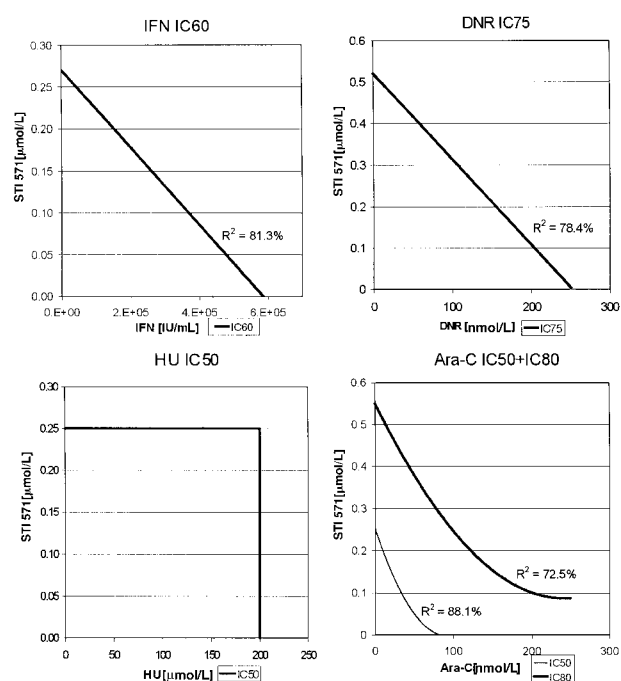 IFN IC60
STI 571[µmol/L]
0.30
0.25
0.20
0.15
0.10
0.05
0.00
R² = 81.3%
0.E+00 2.E+05 4.E+05 6.E+05
IFN [IU/mL]
IC60
DNR IC75
STI 571[µmol/L]
0.6
0.5
0.4
0.3
0.2
0.1
0
R² = 78.4%
0 100 200 300
DNR[nmol/L]
IC75
HU IC50
STI 571[µmol/L]
0.30
0.25
0.20
0.15
0.10
0.05
0.00
0 50 100 150 200 250
HU[µmol/L]
IC50
Ara-C IC50+IC80
STI 571[µmol/L]
0.6
0.5
0.4
0.3
0.2
0.1
0
R² = 72.5%
R² = 88.1%
0 100 200 300
Ara-C[nmol/L]
IC50
IC80